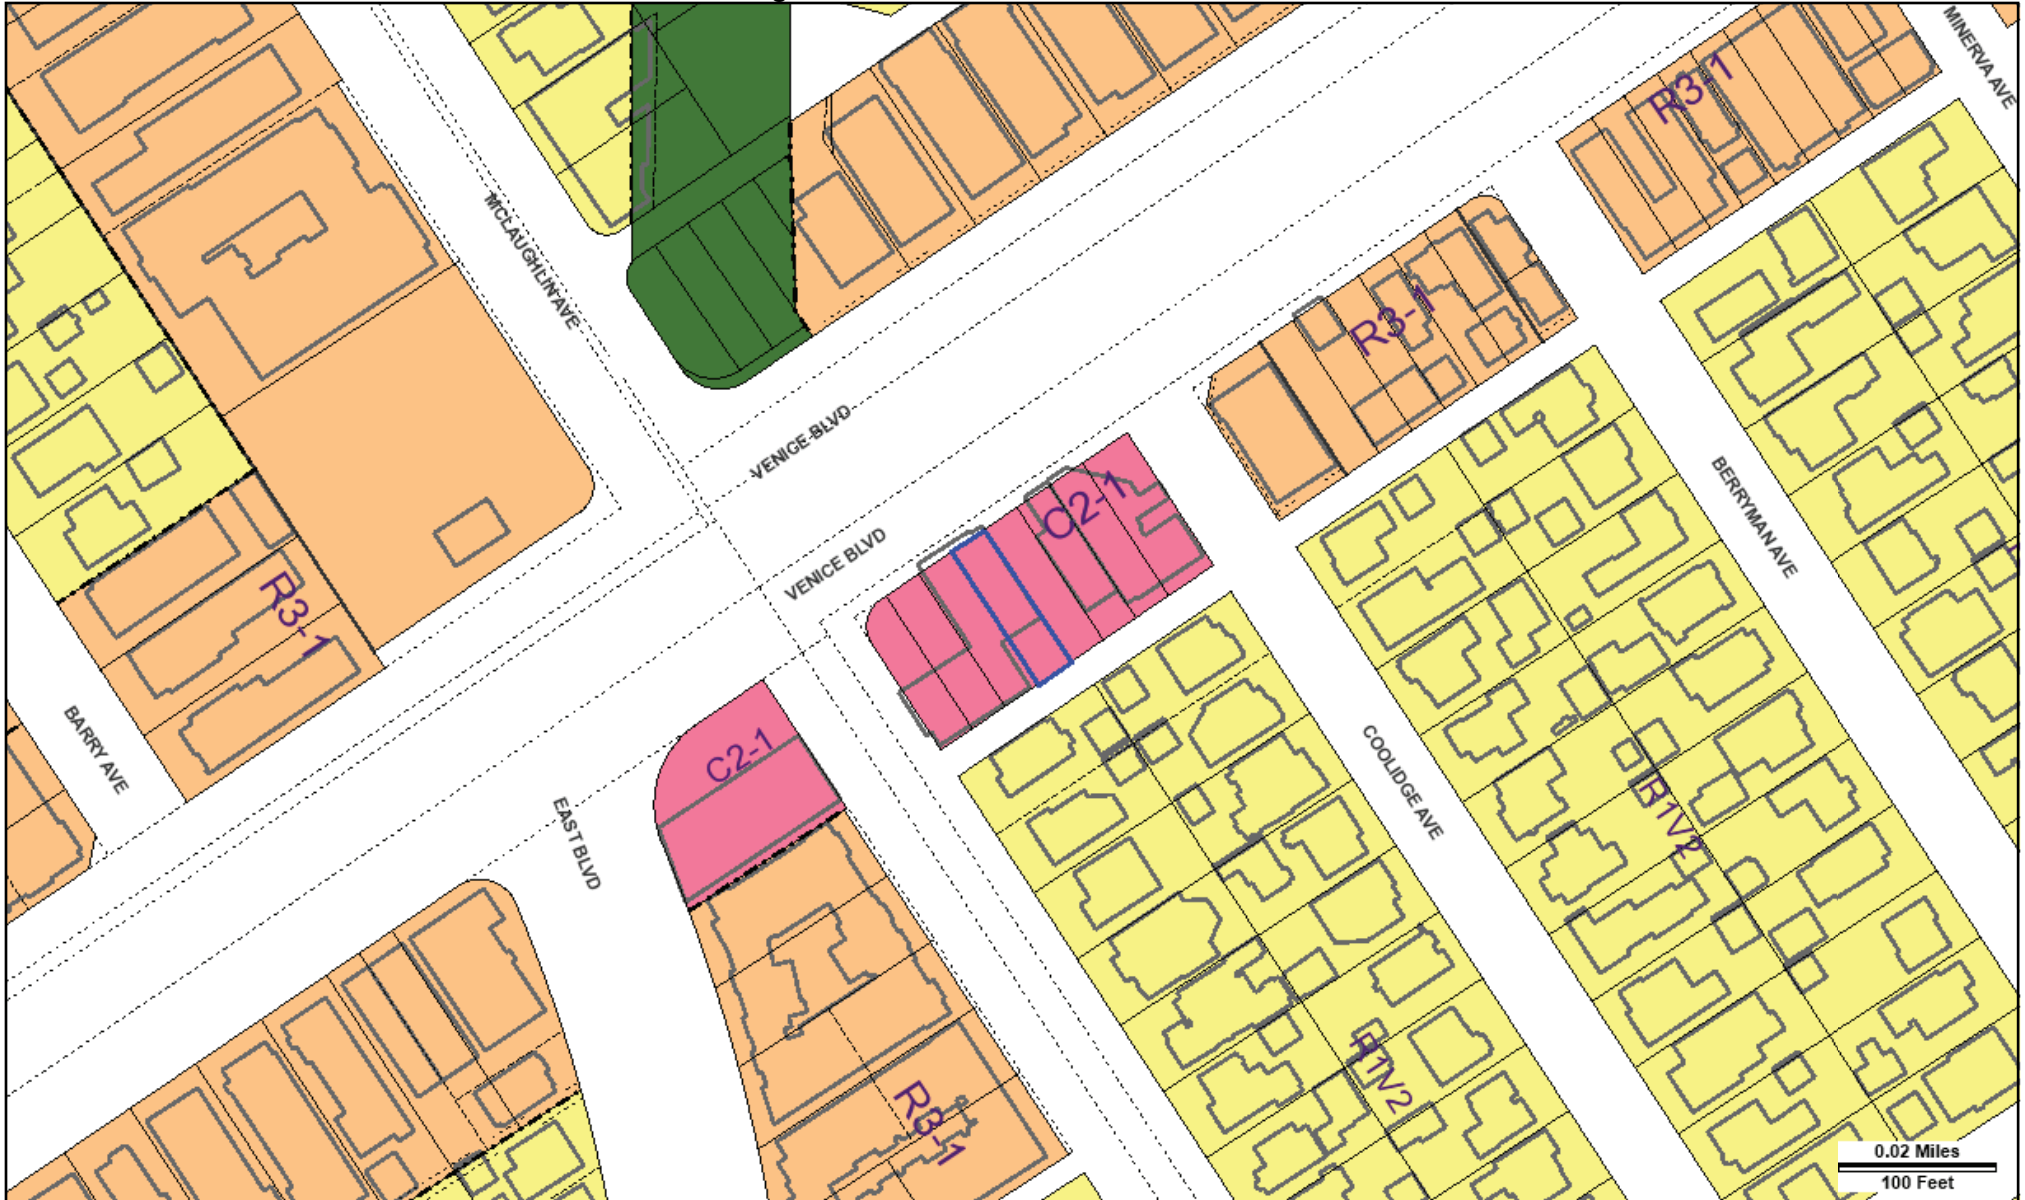 MINERVA AVE
R3-1
MCLAUGHLIN AVE
R3-1
VENICE BLVD
C2-1
BERRYMAN AVE
VENICE BLVD
R3-1
BARRY AVE
C2-1
COOLIDGE AVE
R1V2
EAST BLVD
R1V2
R3-1
0.02 Miles
100 Feet